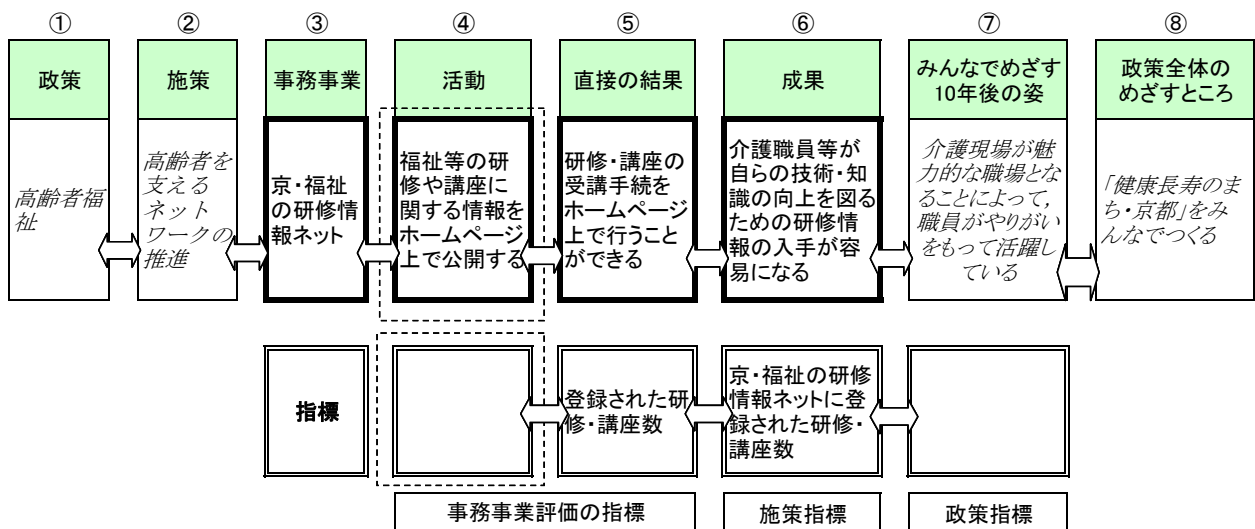 ①
②
③
④
⑤
⑥
⑦
⑧
政策
施策
事務事業
活動
直接の結果
成果
みんなでめざす
10年後の姿
政策全体の
めざすところ
高齢者福
祉
高齢者を
支える
ネット
ワークの
推進
京・福祉
の研修情
報ネット
福祉等の研
修や講座に
関する情報を
ホームページ
上で公開する
研修・講座の
受講手続を
ホームページ
上で行うこと
ができる
介護職員等が
自らの技術・知
識の向上を図る
ための研修情
報の入手が容
易になる
介護現場が魅
力的な職場とな
ることによって，
職員がやりがい
をもって活躍し
ている
「健康長寿のま
ち・京都」をみ
んなでつくる
指標
登録された研
修・講座数
京・福祉の研修
情報ネットに登
録された研修・
講座数
事務事業評価の指標
施策指標
政策指標